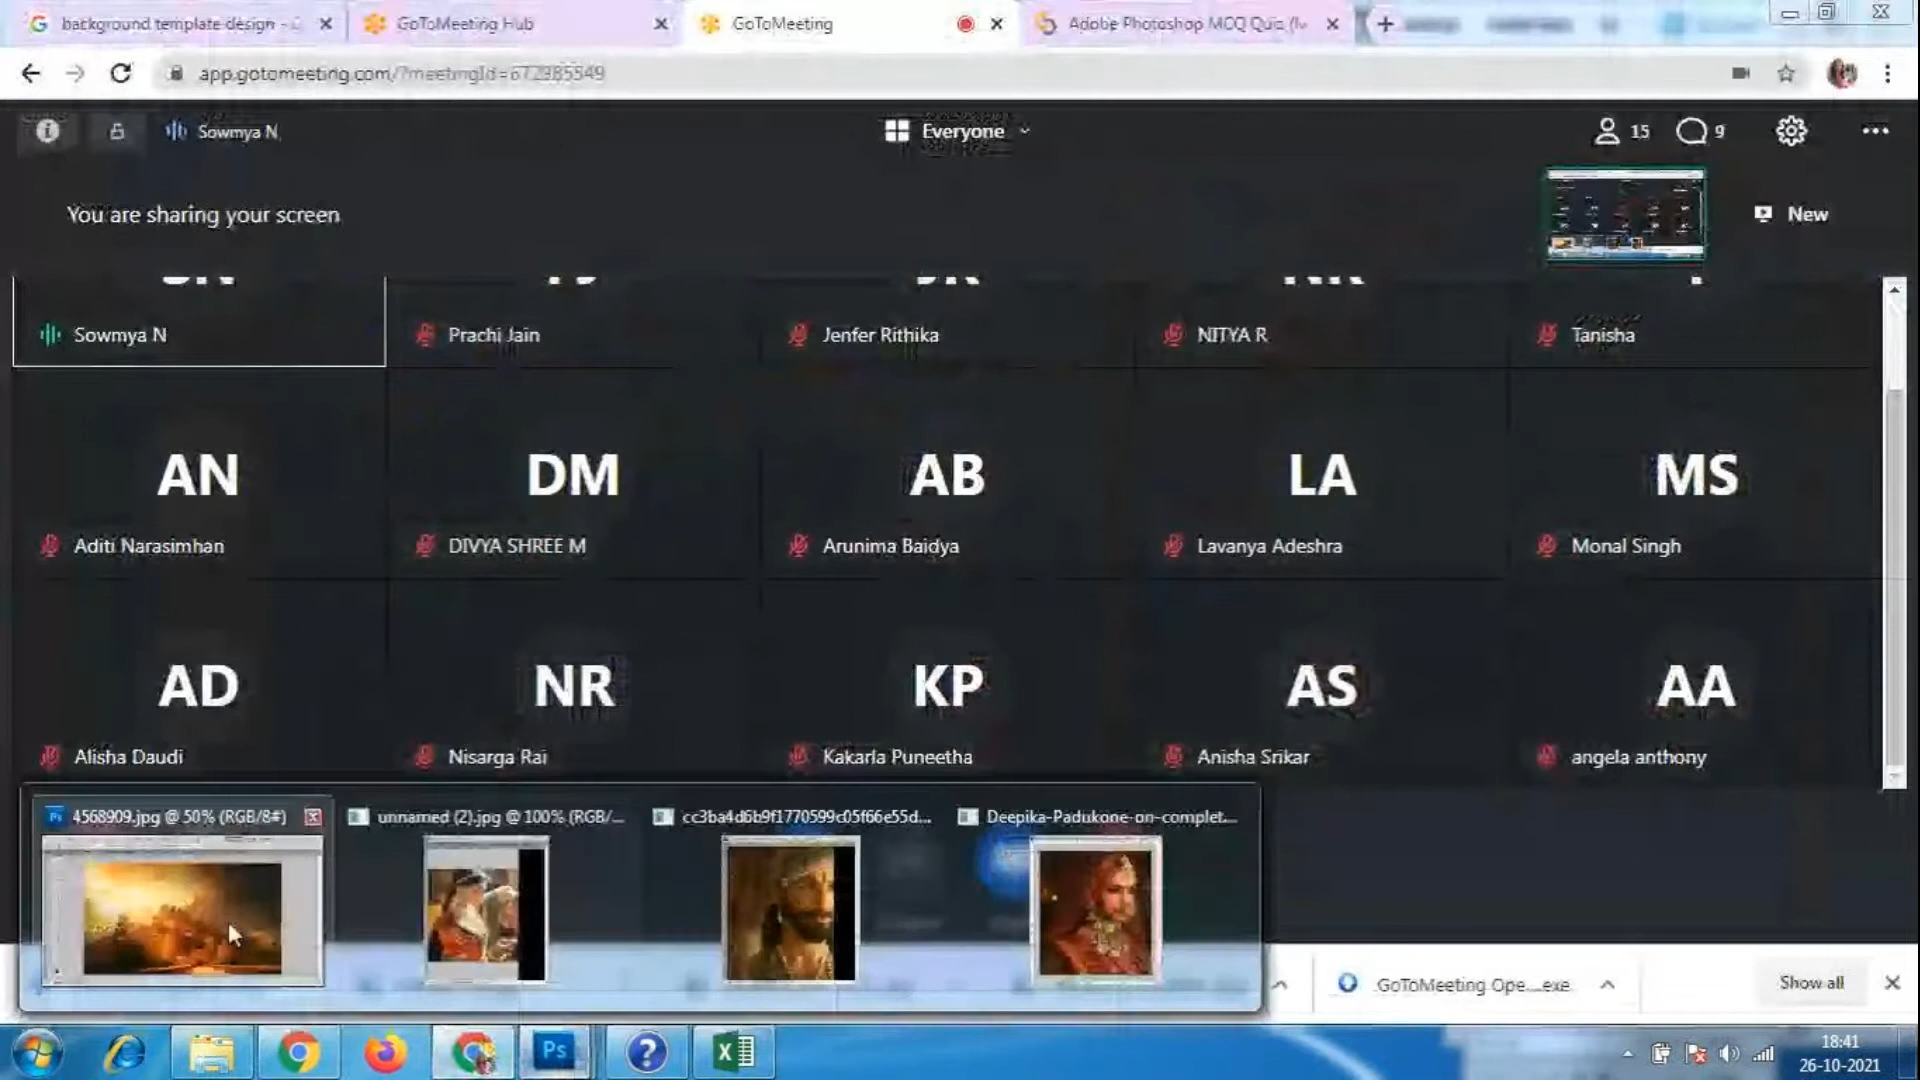 background template design -
GoToMeeting Hub
GoToMeeting
Adobe Photoshop MCQ Quiz (M
app.gotomeeting.com/?meetingId=672985549
Sowmya N
Everyone
15
9
You are sharing your screen
New
Sowmya N
Prachi Jain
Jenfer Rithika
NITYA R
Tanisha
AN
DM
AB
LA
MS
Aditi Narasimhan
DIVYA SHREE M
Arunima Baidya
Lavanya Adeshra
Monal Singh
AD
NR
KP
AS
AA
Alisha Daudi
Nisarga Rai
Kakarla Puneetha
Anisha Srikar
angela anthony
4568909.jpg @ 50% (RGB/8#)
unnamed (2).jpg @ 100% (RGB/...
cc3ba4d6b9f1770599c05f66e55d...
Deepika-Padukone-on-complet...
GoToMeeting Ope....exe
Show all
Ps
18:41
26-10-2021